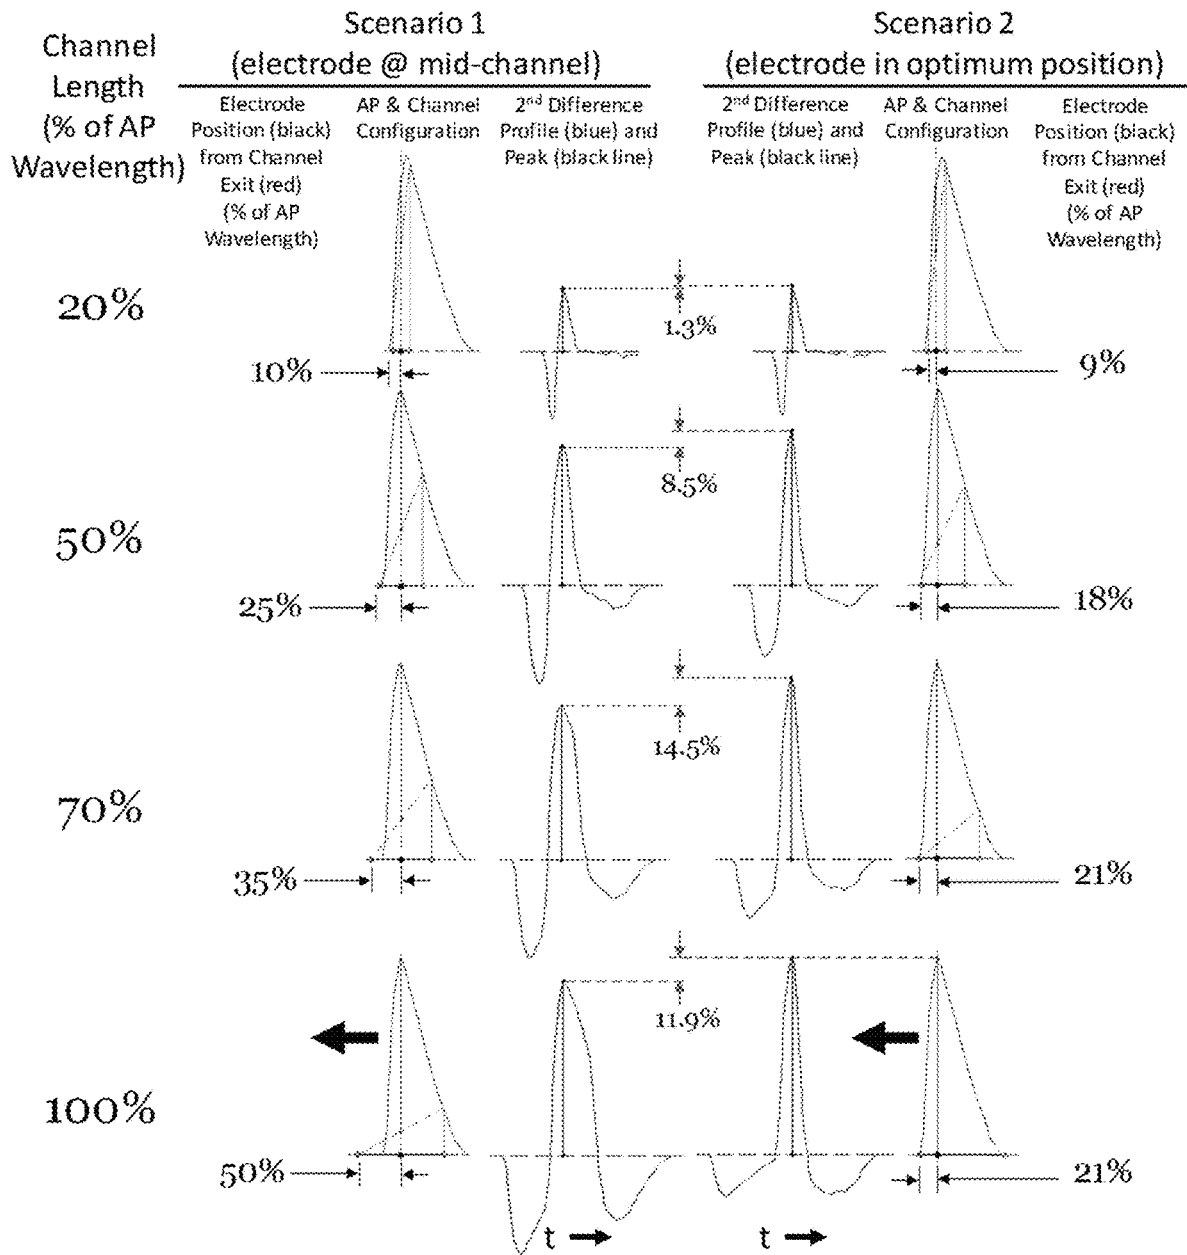 Channel
Length
(% of AP
Wavelength)
Scenario 1
(electrode @ mid-channel)
Scenario 2
(electrode in optimum position)
Electrode
Position (black)
from Channel
Exit (red)
(% of AP
Wavelength)
AP & Channel
Configuration
2nd Difference
Profile (blue) and
Peak (black line)
2nd Difference
Profile (blue) and
Peak (black line)
AP & Channel
Configuration
Electrode
Position (black)
from Channel
Exit (red)
(% of AP
Wavelength)
20%
10%
1.3%
9%
50%
25%
8.5%
18%
70%
35%
14.5%
21%
100%
50%
11.9%
21%
t
t